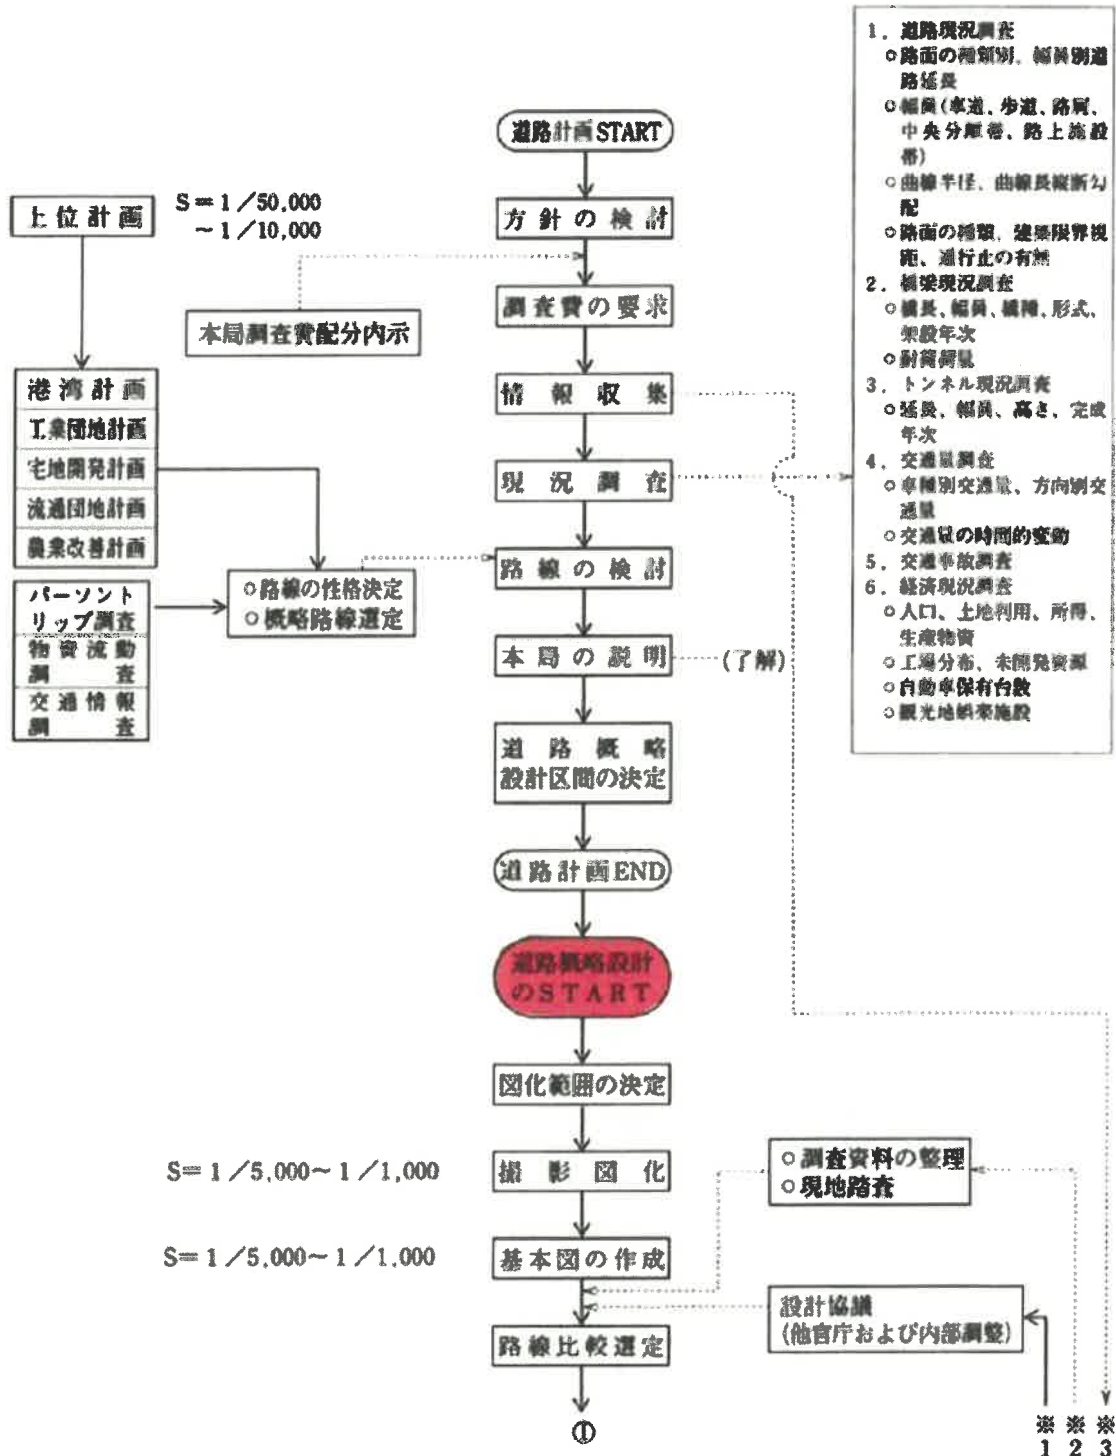 道路計画START
方針の検討
調査費の要求
情報収集
現況調査
路線の検討
本局の説明
(了解)
道路概略
設計区間の決定
道路計画END
道路概略設計
のSTART
図化範囲の決定
撮影図化
基本図の作成
路線比較選定
①
上位計画
S=1/50,000
~1/10,000
本局調査費配分内示
港湾計画
工業団地計画
宅地開発計画
流通団地計画
農業改善計画
パーソント
リップ調査
物資流動
調査
交通情報
調査
○路線の性格決定
○概略路線選定
S=1/5,000~1/1,000
S=1/5,000~1/1,000
1. 道路現況調査
○路面の種類別、幅員別道
路延長
○幅員(車道、歩道、路肩、
中央分離帯、路上施設
帯)
○曲線半径、曲線長縦断勾
配
○路面の種類、建築限界視
距、通行止の有無
2. 橋梁現況調査
○橋長、幅員、橋種、形式、
架設年次
○耐荷荷重
3. トンネル現況調査
○延長、幅員、高さ、完成
年次
4. 交通量調査
○車種別交通量、方向別交
通量
○交通量の時間的変動
5. 交通事故調査
6. 経済現況調査
○人口、土地利用、所得、
生産物資
○工場分布、未開発資源
○自動車保有台数
○観光地娯楽施設
○調査資料の整理
○現地踏査
設計協議
(他官庁および内部調整)
※ ※ ※
1 2 3